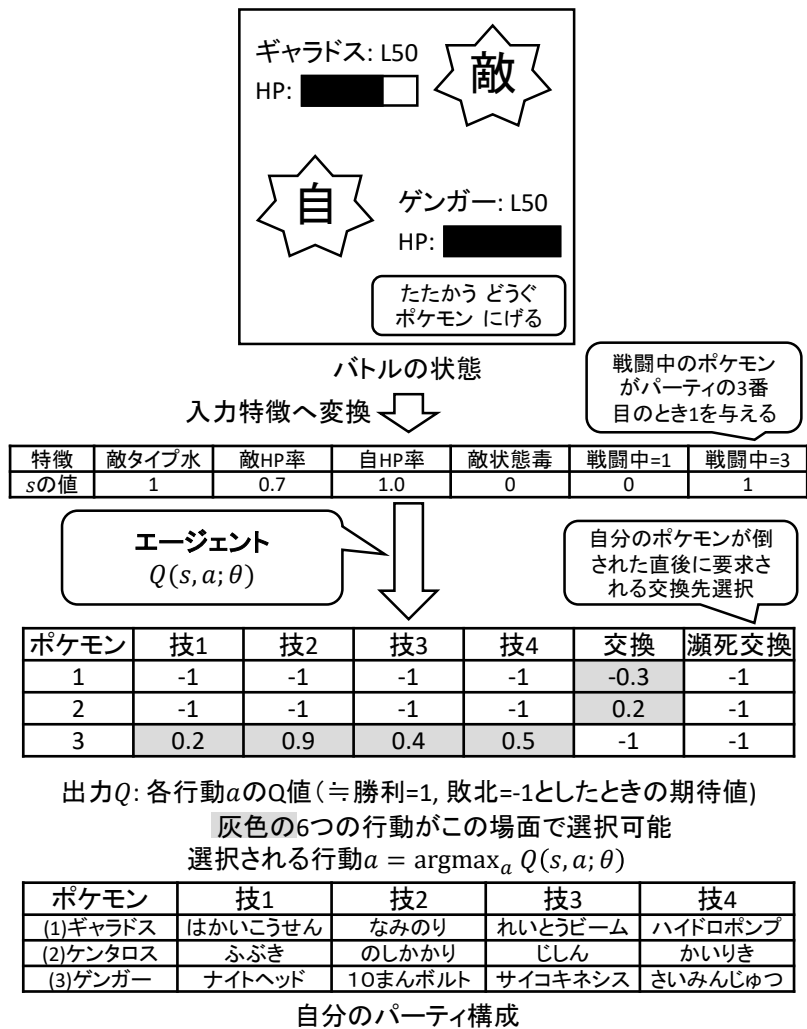 ギャラドス: L50
HP:
敵
自
ゲンガー: L50
HP:
たたかう どうぐ
ポケモン にげる
バトルの状態
戦闘中のポケモン
がパーティの3番
目のとき1を与える
入力特徴へ変換
特徴 敵タイプ水 敵HP率 自HP率 敵状態毒 戦闘中=1 戦闘中=3
sの値 1 0.7 1.0 0 0 1
エージェント
Q(s, a; θ)
自分のポケモンが倒
された直後に要求さ
れる交換先選択
ポケモン 技1 技2 技3 技4 交換 瀕死交換
1 -1 -1 -1 -1 -0.3 -1
2 -1 -1 -1 -1 0.2 -1
3 0.2 0.9 0.4 0.5 -1 -1
出力Q: 各行動aのQ値(≒勝利=1, 敗北=-1としたときの期待値)
灰色の6つの行動がこの場面で選択可能
選択される行動a = argmax_a Q(s, a; θ)
ポケモン 技1 技2 技3 技4
(1)ギャラドス はかいこうせん なみのり れいとうビーム ハイドロポンプ
(2)ケンタロス ふぶき のしかかり じしん かいりき
(3)ゲンガー ナイトヘッド 10まんボルト サイコキネシス さいみんじゅつ
自分のパーティ構成